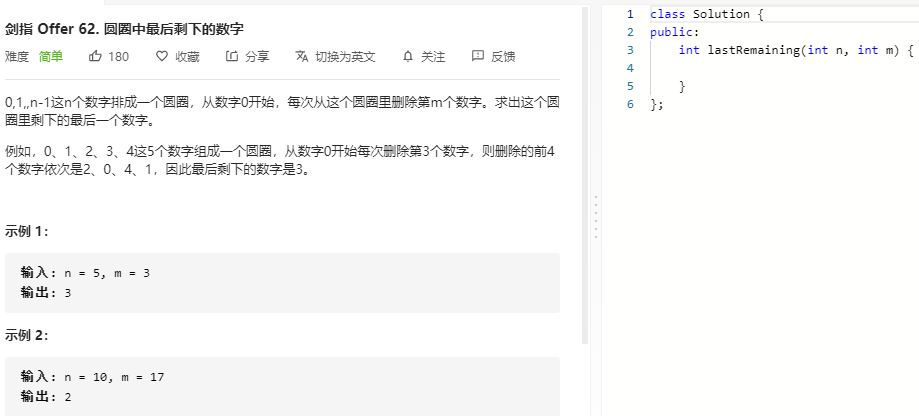 剑指 Offer 62. 圆圈中最后剩下的数字
难度 简单 180 收藏 分享 切换为英文 关注 反馈
0,1,,n-1这n个数字排成一个圆圈，从数字0开始，每次从这个圆圈里删除第m个数字。求出这个圆
圈里剩下的最后一个数字。
例如，0、1、2、3、4这5个数字组成一个圆圈，从数字0开始每次删除第3个数字，则删除的前4
个数字依次是2、0、4、1，因此最后剩下的数字是3。
示例 1：
输入: n = 5, m = 3
输出: 3
示例 2：
输入: n = 10, m = 17
输出: 2
1 class Solution {
2 public:
3 int lastRemaining(int n, int m) {
4
5 }
6 };